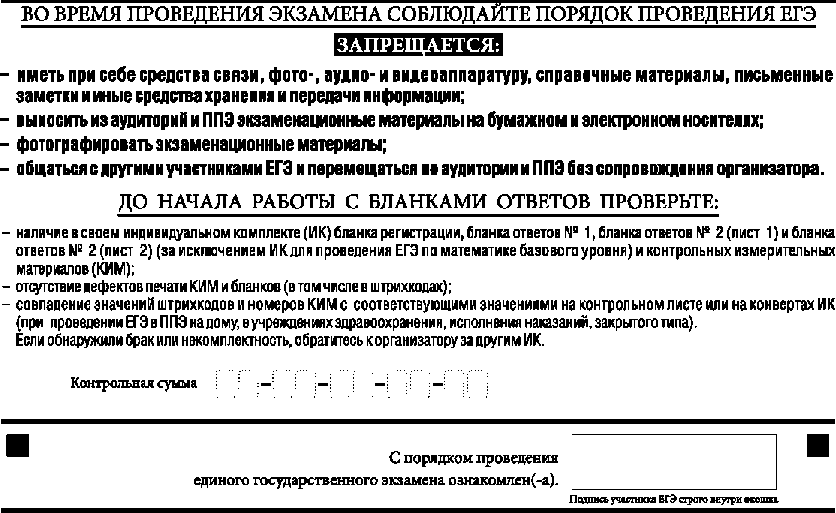 ВО ВРЕМЯ ПРОВЕДЕНИЯ ЭКЗАМЕНА СОБЛЮДАЙТЕ ПОРЯДОК ПРОВЕДЕНИЯ ЕГЭ
ЗАПРЕЩАЕТСЯ:
– иметь при себе средства связи, фото-, аудио- и видеоаппаратуру, справочные материалы, письменные
заметки и иные средства хранения и передачи информации;
– выносить из аудиторий и ППЭ экзаменационные материалы на бумажном и электронном носителях;
– фотографировать экзаменационные материалы;
– общаться с другими участниками ЕГЭ и перемещаться по аудитории и ППЭ без сопровождения организатора.
ДО НАЧАЛА РАБОТЫ С БЛАНКАМИ ОТВЕТОВ ПРОВЕРЬТЕ:
– наличие в своем индивидуальном комплекте (ИК) бланка регистрации, бланка ответов № 1, бланка ответов № 2 (лист 1) и бланка
ответов № 2 (лист 2) (за исключением ИК для проведения ЕГЭ по математике базового уровня) и контрольных измерительных
материалов (КИМ);
– отсутствие дефектов печати КИМ и бланков (в том числе в штрихкодах);
– совпадение значений штрихкодов и номеров КИМ с соответствующими значениями на контрольном листе или на конвертах ИК
(при проведении ЕГЭ в ППЭ на дому, в учреждениях здравоохранения, исполнения наказаний, закрытого типа).
Если обнаружили брак или некомплектность, обратитесь к организатору за другим ИК.
Контрольная сумма
С порядком проведения
единого государственного экзамена ознакомлен(-а).
Подпись участника ЕГЭ строго внутри окошка